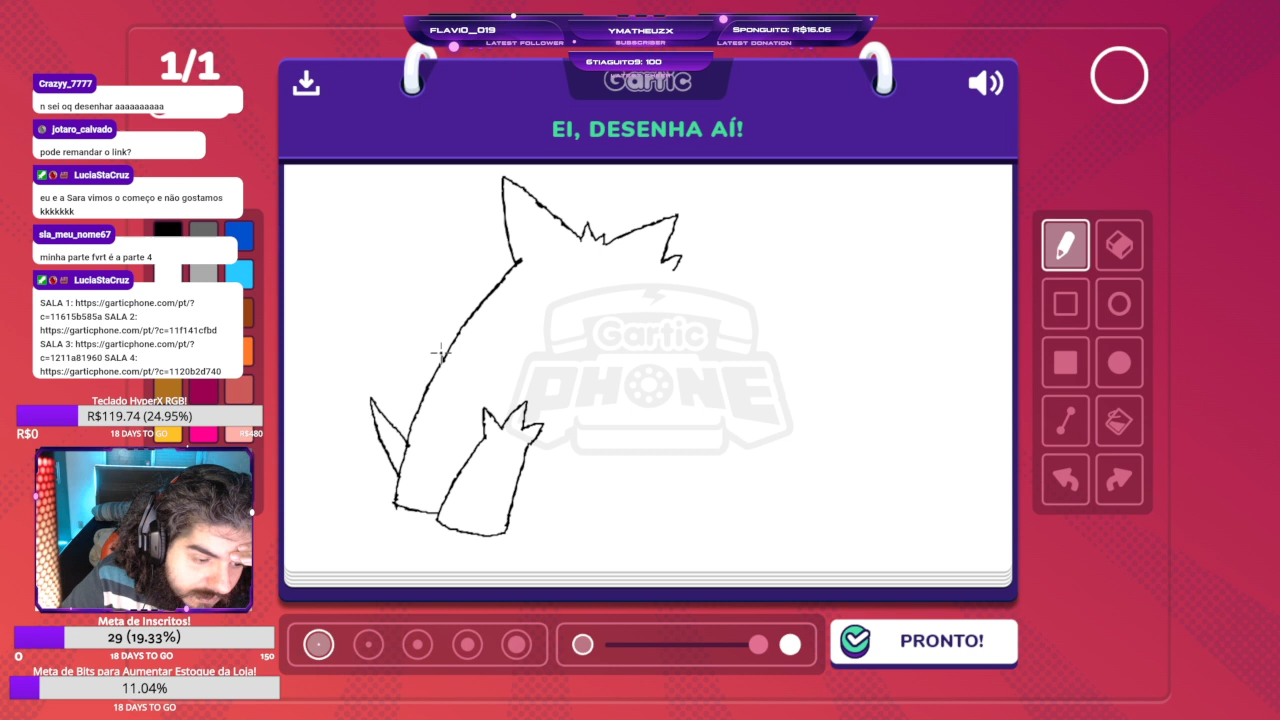 FLAVIO_019
LATEST FOLLOWER
YMATHEUZX
SUBSCRIBER
SPONGUITO: R$16.06
LATEST DONATION
6TIAGUITO9: 100
Gartic
1/1
EI, DESENHA AÍ!
Crazyy_7777
n sei oq desenhar aaaaaaaaaa
jotaro_calvado
pode remandar o link?
LuciaStaCruz
eu e a Sara vimos o começo e não gostamos
kkkkkkk
sla_meu_nome67
minha parte fvrt é a parte 4
LuciaStaCruz
SALA 1: https://garticphone.com/pt/?
c=11615b585a SALA 2:
https://garticphone.com/pt/?c=11f141cfbd
SALA 3: https://garticphone.com/pt/?
c=1211a81960 SALA 4:
https://garticphone.com/pt/?c=1120b2d740
Teclado HyperX RGB!
R$119.74 (24.95%)
R$0
18 DAYS TO GO
R$480
Gartic
PHONE
Meta de Inscritos!
29 (19.33%)
0
18 DAYS TO GO
150
Meta de Bits para Aumentar Estoque da Loja!
11.04%
18 DAYS TO GO
PRONTO!